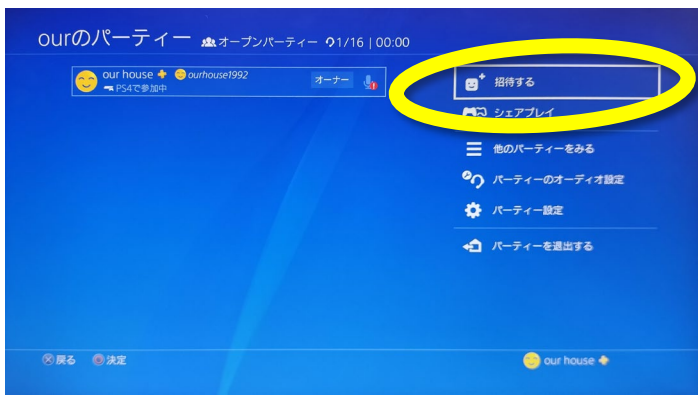 ourのパーティー オープンパーティー 1/16 | 00:00
our house ourhouse1992
PS4で参加中
オーナー
招待する
シェアプレイ
他のパーティーをみる
パーティーのオーディオ設定
パーティー設定
パーティーを退出する
戻る 決定
our house